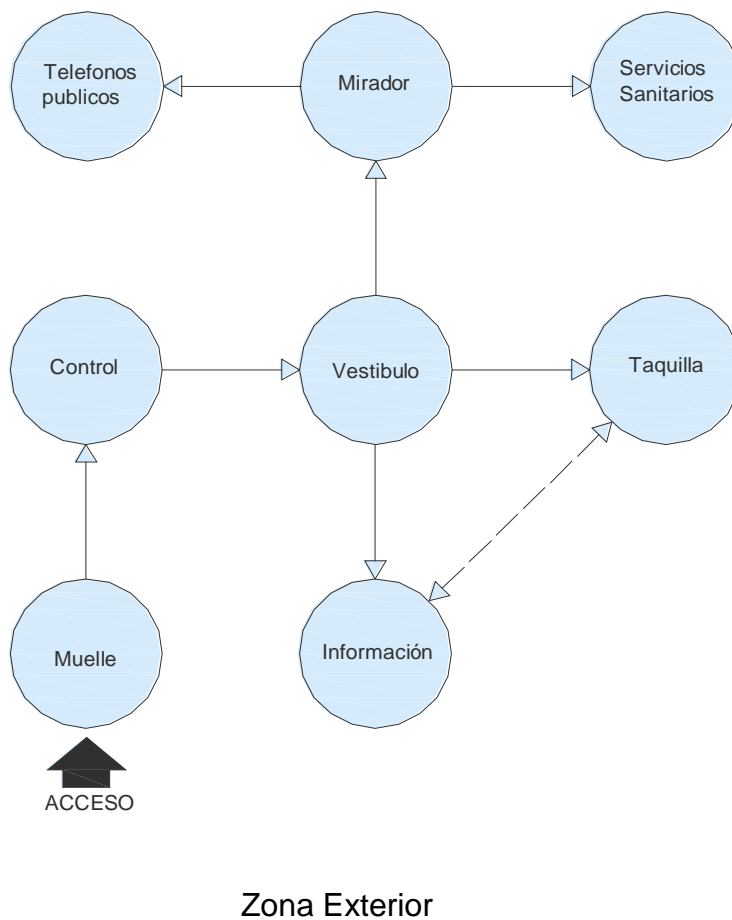 Telefonos
publicos
Mirador
Servicios
Sanitarios
Control
Vestibulo
Taquilla
Muelle
Información
ACCESO
Zona Exterior